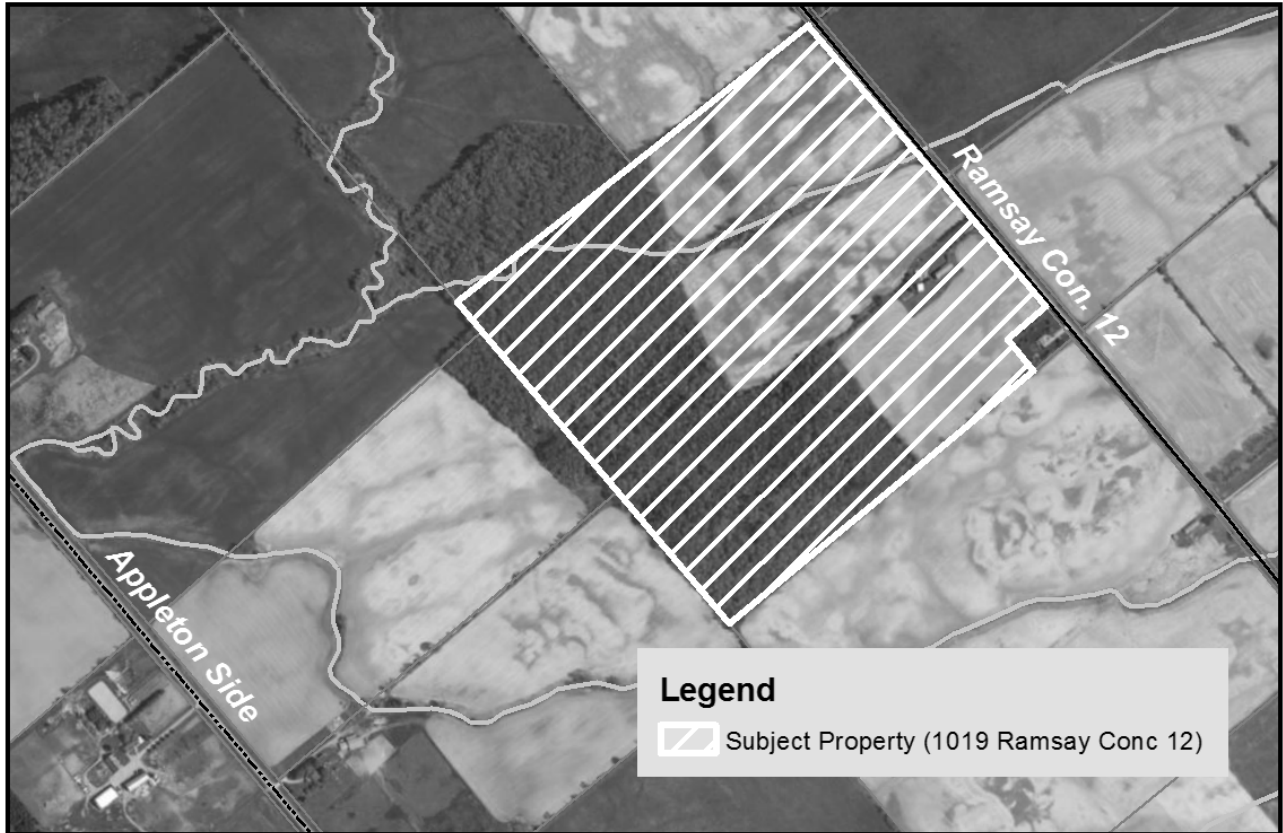 Ramsay Con. 12
Appleton Side
Legend
Subject Property (1019 Ramsay Conc 12)